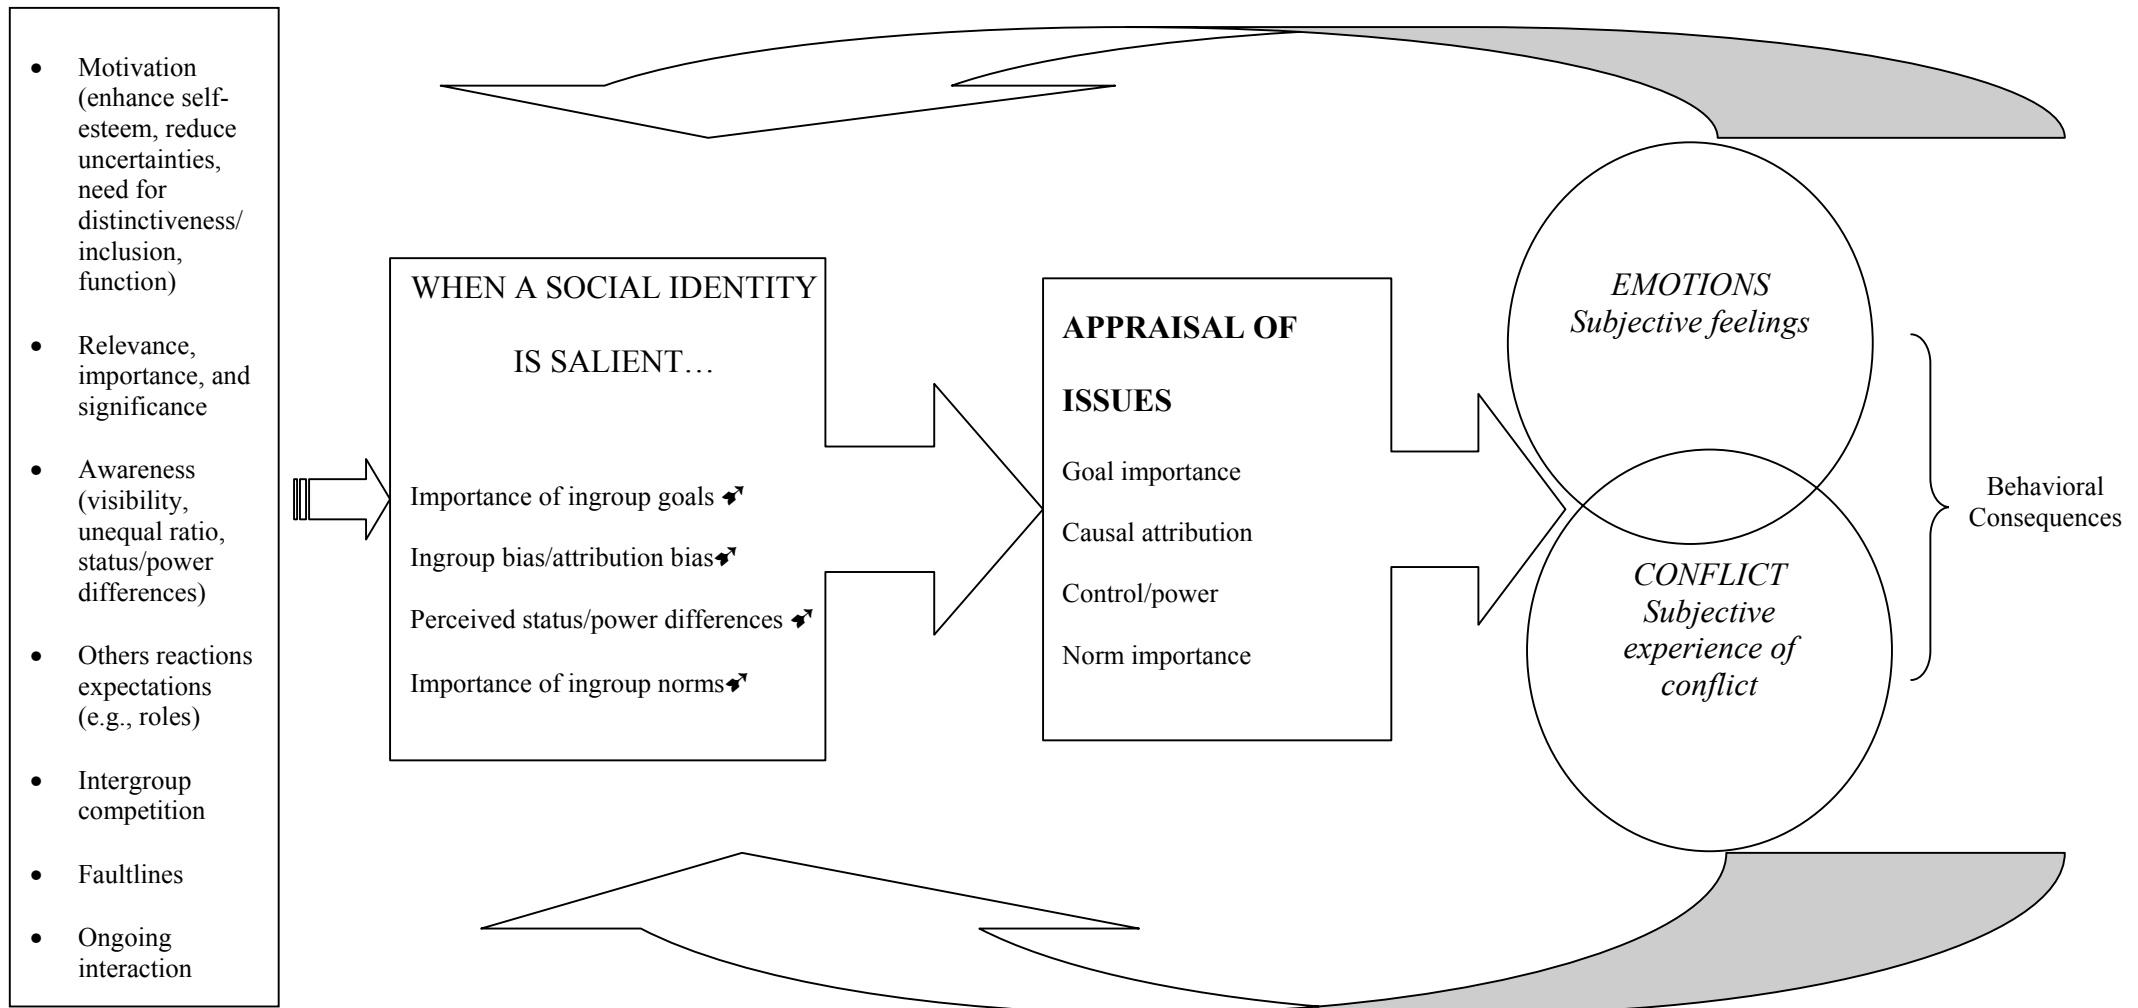 • Motivation
(enhance self-
esteem, reduce
uncertainties,
need for
distinctiveness/
inclusion,
function)
• Relevance,
importance, and
significance
• Awareness
(visibility,
unequal ratio,
status/power
differences)
• Others reactions
expectations
(e.g., roles)
• Intergroup
competition
• Faultlines
• Ongoing
interaction
WHEN A SOCIAL IDENTITY
IS SALIENT…
Importance of ingroup goals ➹
Ingroup bias/attribution bias➹
Perceived status/power differences ➹
Importance of ingroup norms➹
APPRAISAL OF
ISSUES
Goal importance
Causal attribution
Control/power
Norm importance
EMOTIONS
Subjective feelings
CONFLICT
Subjective
experience of
conflict
Behavioral
Consequences